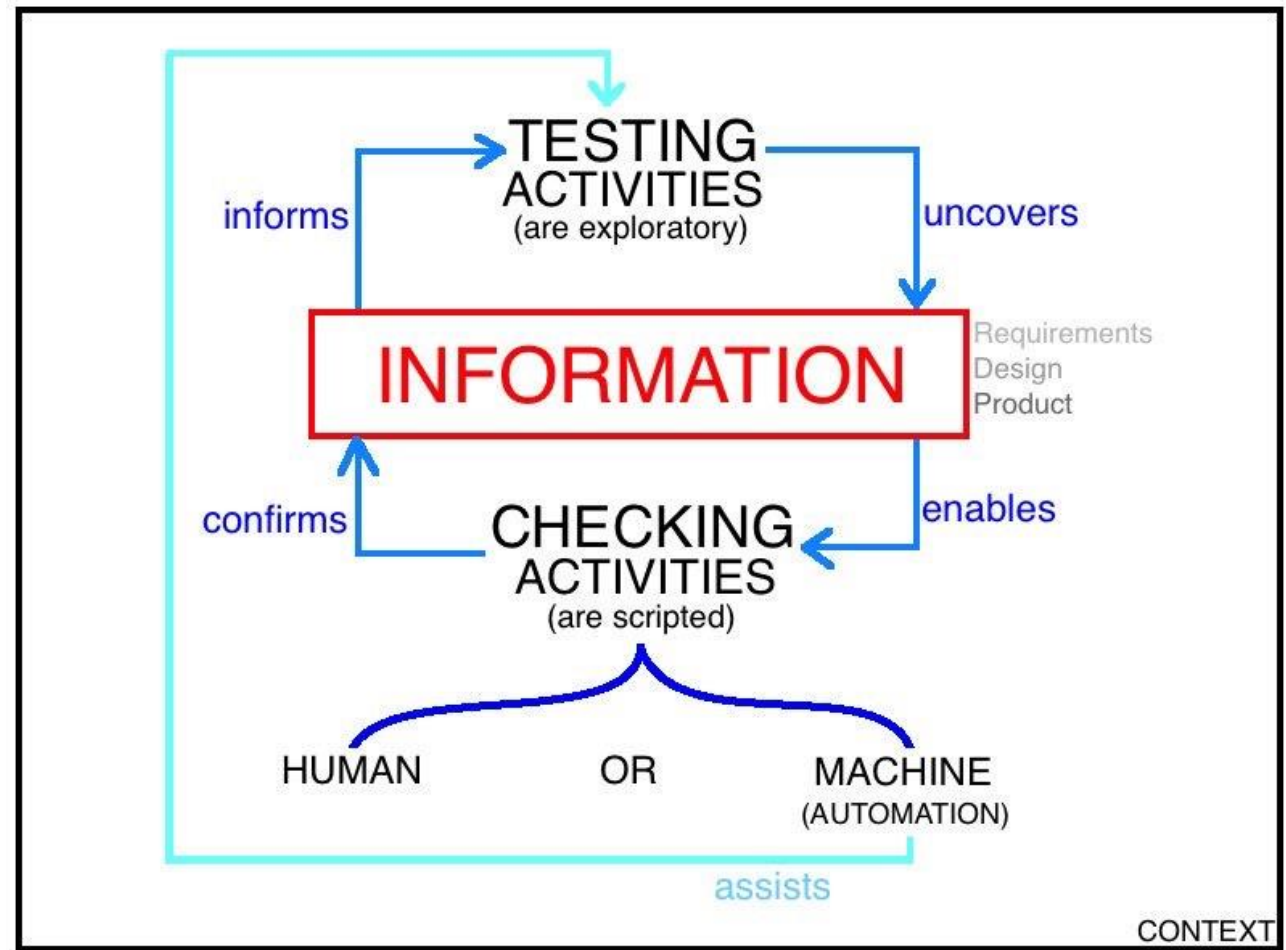 TESTING
ACTIVITIES
(are exploratory)
informs
uncovers
INFORMATION
Requirements
Design
Product
confirms
enables
CHECKING
ACTIVITIES
(are scripted)
HUMAN
OR
MACHINE
(AUTOMATION)
assists
CONTEXT